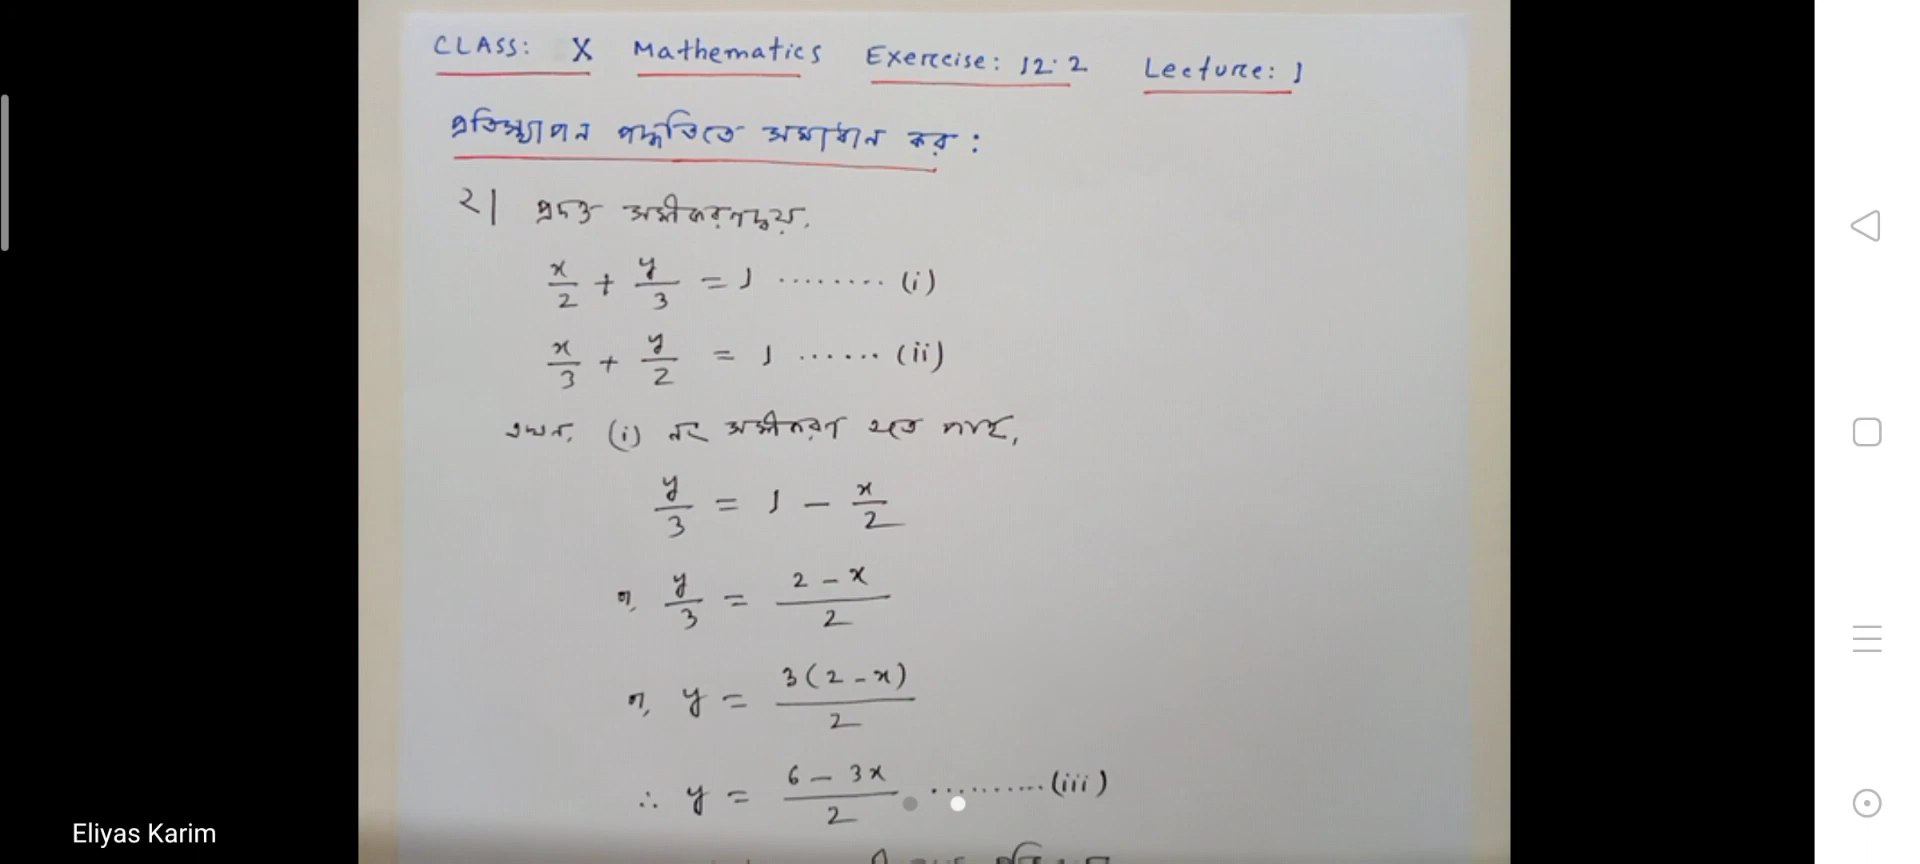 CLASS: X Mathematics Exercise: 12.2 Lecture: 1
প্রতিস্থাপন পদ্ধতিতে সমাধান কর :
২। প্রদত্ত সমীকরণদ্বয়,
x/2 + y/3 = 1 ........ (i)
x/3 + y/2 = 1 ...... (ii)
এখন, (i) নং সমীকরণ হতে পাই,
y/3 = 1 - x/2
বা, y/3 = (2 - x)/2
বা, y = 3(2 - x)/2
∴ y = (6 - 3x)/2 .......... (iii)
Eliyas Karim